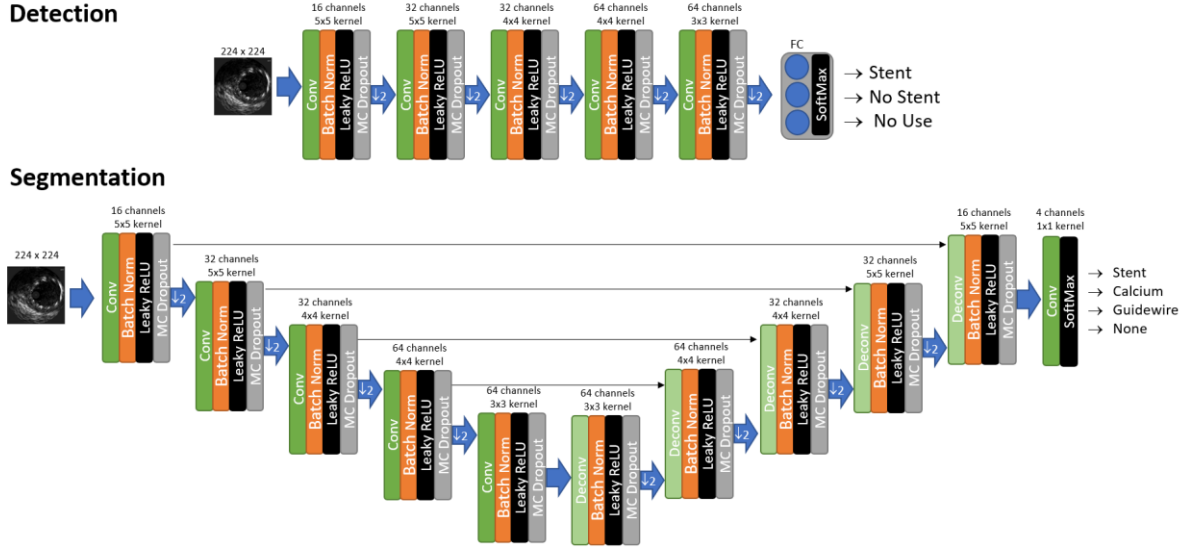 Detection
16 channels
5x5 kernel
32 channels
5x5 kernel
32 channels
4x4 kernel
64 channels
4x4 kernel
64 channels
3x3 kernel
224 x 224
Conv
Batch Norm
Leaky ReLU
MC Dropout
↓2
Conv
Batch Norm
Leaky ReLU
MC Dropout
↓2
Conv
Batch Norm
Leaky ReLU
MC Dropout
↓2
Conv
Batch Norm
Leaky ReLU
MC Dropout
↓2
Conv
Batch Norm
Leaky ReLU
MC Dropout
↓2
FC
SoftMax
→ Stent
→ No Stent
→ No Use
Segmentation
224 x 224
16 channels
5x5 kernel
Conv
Batch Norm
Leaky ReLU
MC Dropout
↓2
32 channels
5x5 kernel
Conv
Batch Norm
Leaky ReLU
MC Dropout
↓2
32 channels
4x4 kernel
Conv
Batch Norm
Leaky ReLU
MC Dropout
↓2
64 channels
4x4 kernel
Conv
Batch Norm
Leaky ReLU
MC Dropout
↓2
64 channels
3x3 kernel
Conv
Batch Norm
Leaky ReLU
MC Dropout
64 channels
3x3 kernel
Deconv
Batch Norm
Leaky ReLU
MC Dropout
↓2
64 channels
4x4 kernel
Deconv
Batch Norm
Leaky ReLU
MC Dropout
↓2
32 channels
4x4 kernel
Deconv
Batch Norm
Leaky ReLU
MC Dropout
↓2
32 channels
5x5 kernel
Deconv
Batch Norm
Leaky ReLU
MC Dropout
↓2
16 channels
5x5 kernel
Deconv
Batch Norm
Leaky ReLU
MC Dropout
4 channels
1x1 kernel
Conv
SoftMax
→ Stent
→ Calcium
→ Guidewire
→ None